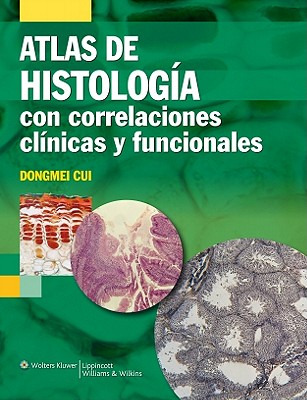 ATLAS DE
HISTOLOGÍA
con correlaciones
clínicas y funcionales
DONGMEI CUI
Wolters Kluwer
Lippincott
Williams & Wilkins